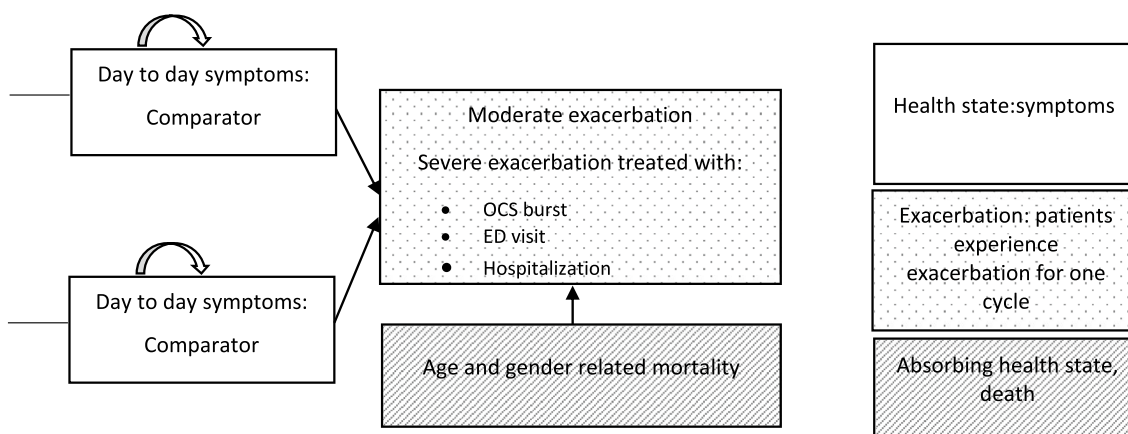 Day to day symptoms:
Comparator
Moderate exacerbation
Severe exacerbation treated with:
• OCS burst
• ED visit
• Hospitalization
Day to day symptoms:
Comparator
Age and gender related mortality
Health state:symptoms
Exacerbation: patients
experience
exacerbation for one
cycle
Absorbing health state,
death